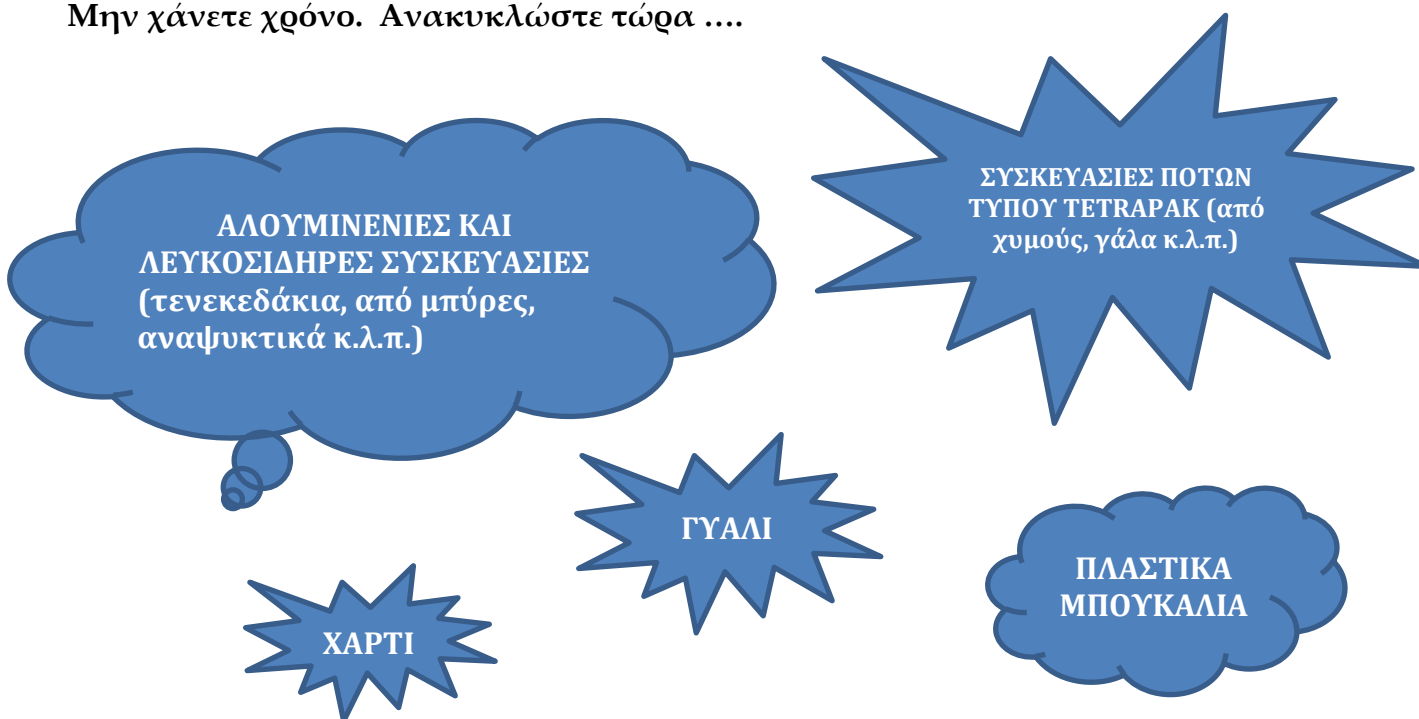 Μην χάνετε χρόνο. Ανακυκλώστε τώρα ….
ΑΛΟΥΜΙΝΕΝΙΕΣ ΚΑΙ
ΛΕΥΚΟΣΙΔΗΡΕΣ ΣΥΣΚΕΥΑΣΙΕΣ
(τενεκεδάκια, από μπύρες,
αναψυκτικά κ.λ.π.)
ΣΥΣΚΕΥΑΣΙΕΣ ΠΟΤΩΝ
ΤΥΠΟΥ TETRAPAK (από
χυμούς, γάλα κ.λ.π.)
ΓΥΑΛΙ
ΠΛΑΣΤΙΚΑ
ΜΠΟΥΚΑΛΙΑ
ΧΑΡΤΙ